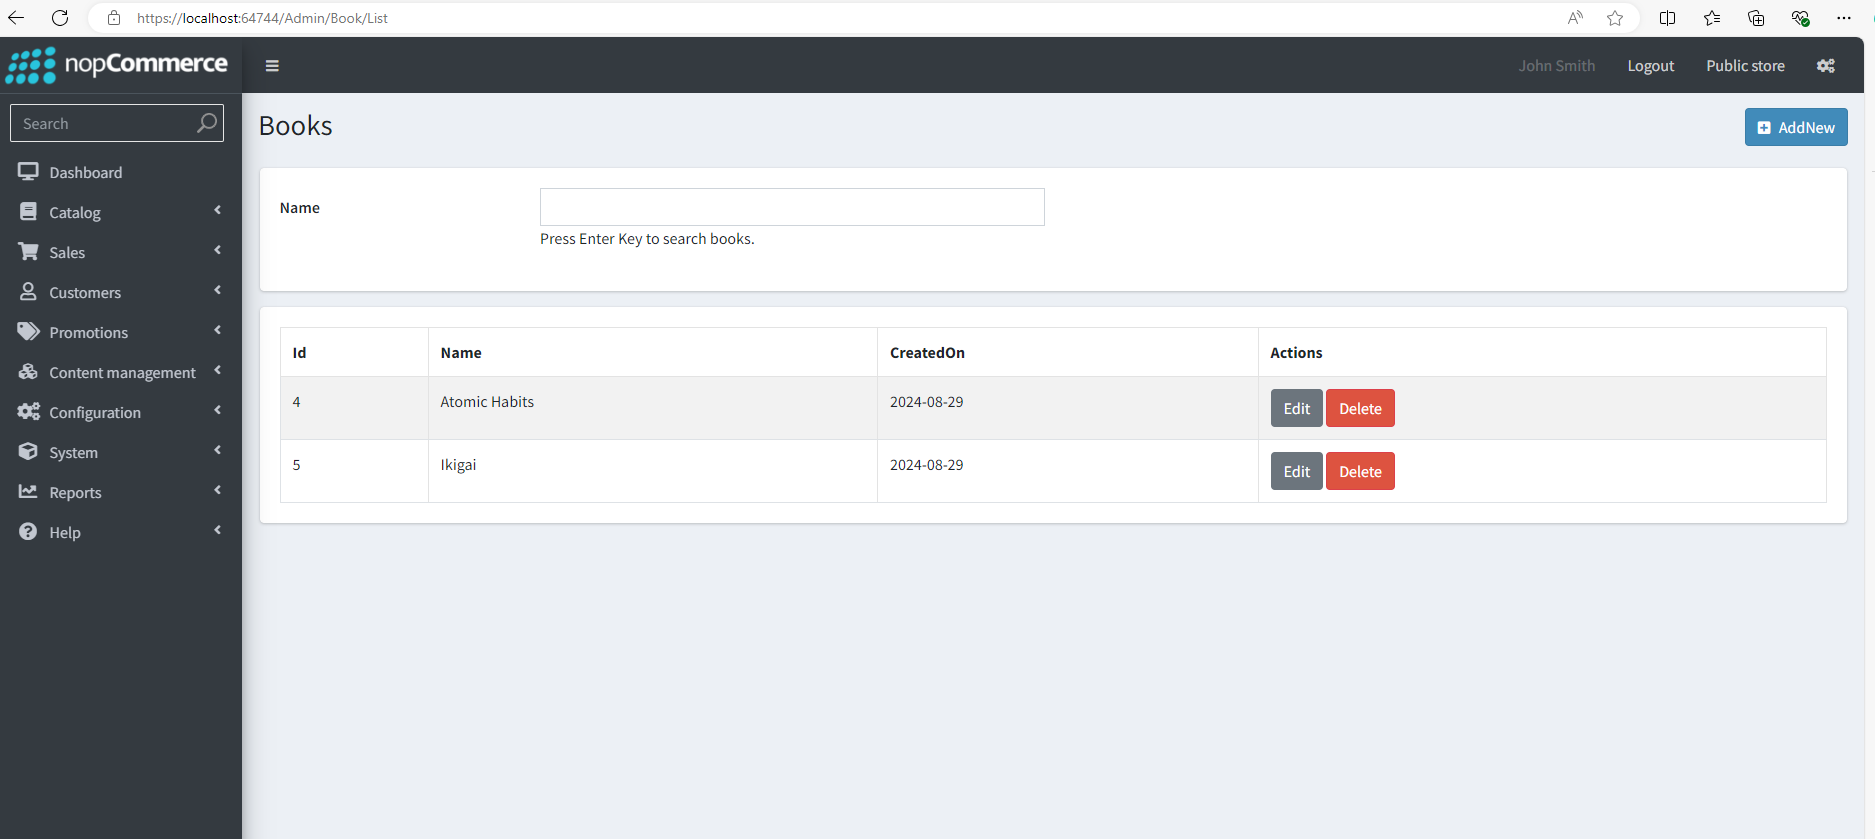 https://localhost:64744/Admin/Book/List
nopCommerce
John Smith Logout Public store
Search
Books
AddNew
Dashboard
Catalog
Sales
Customers
Promotions
Content management
Configuration
System
Reports
Help
Name
Press Enter Key to search books.
Id Name CreatedOn Actions
4 Atomic Habits 2024-08-29 Edit Delete
5 Ikigai 2024-08-29 Edit Delete